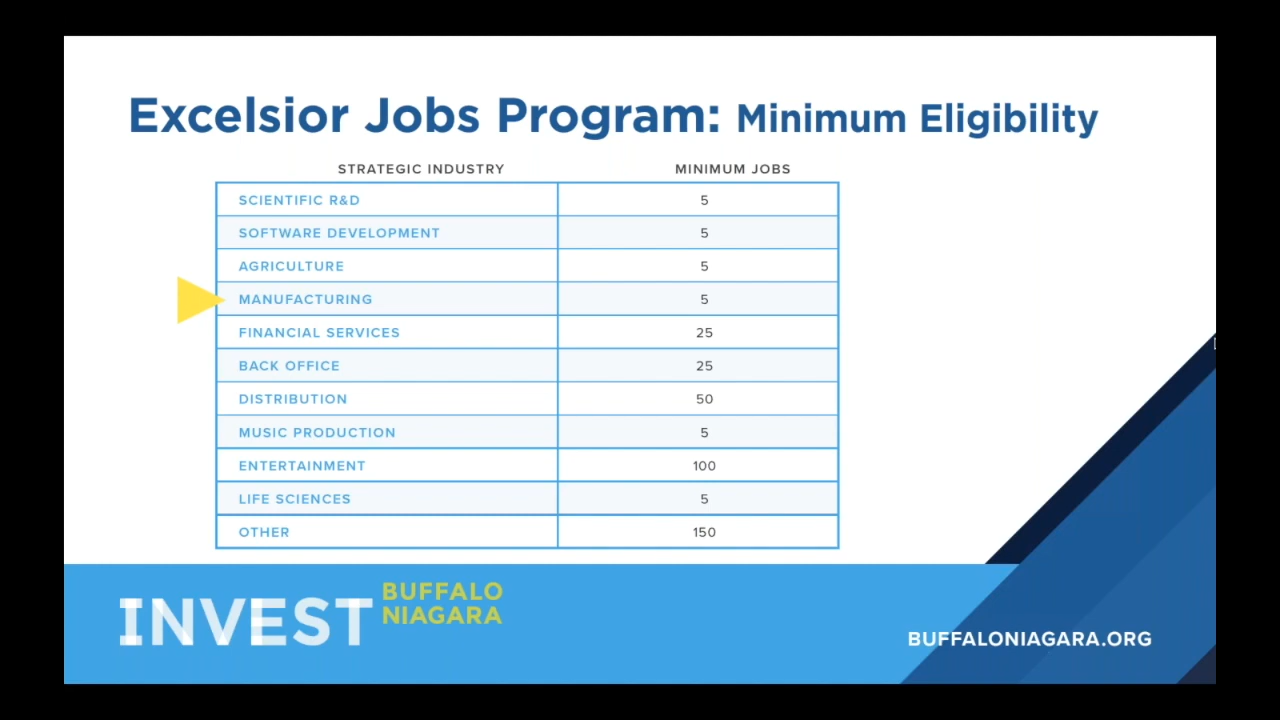 Excelsior Jobs Program: Minimum Eligibility
STRATEGIC INDUSTRY MINIMUM JOBS
SCIENTIFIC R&D 5
SOFTWARE DEVELOPMENT 5
AGRICULTURE 5
MANUFACTURING 5
FINANCIAL SERVICES 25
BACK OFFICE 25
DISTRIBUTION 50
MUSIC PRODUCTION 5
ENTERTAINMENT 100
LIFE SCIENCES 5
OTHER 150
INVEST BUFFALO
NIAGARA
BUFFALONIAGARA.ORG